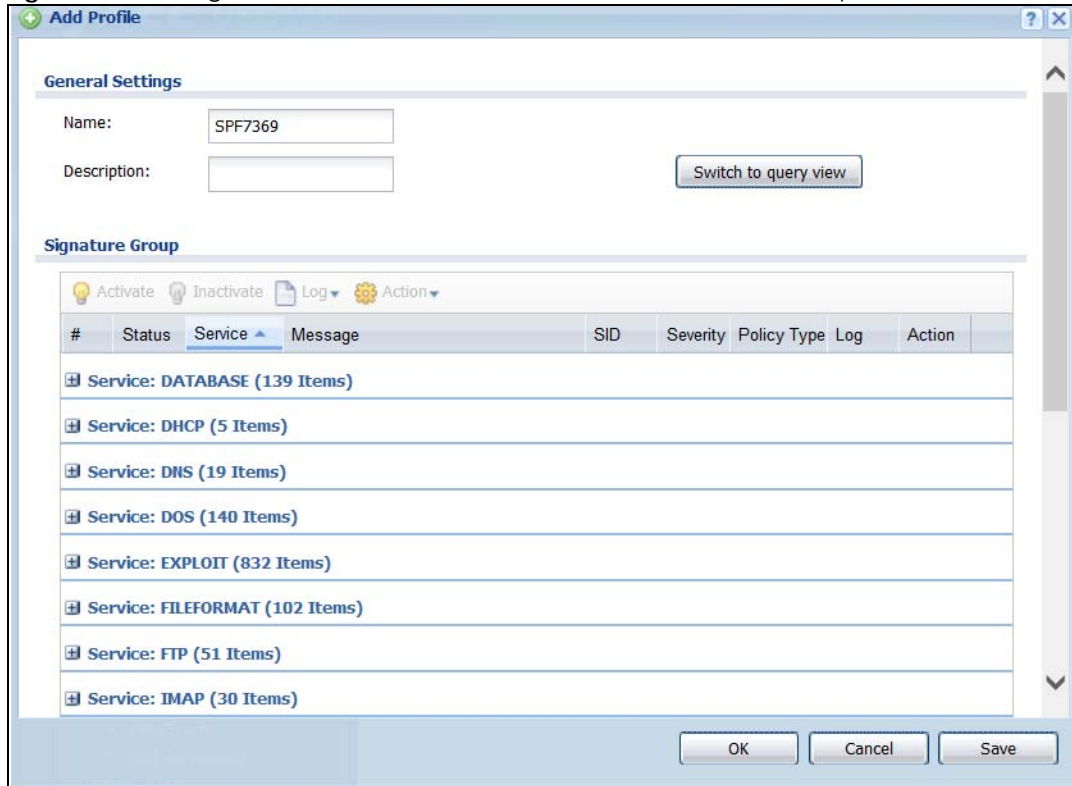 Add Profile
?
X
General Settings
Name: SPF7369
Description:
Switch to query view
Signature Group
Activate Inactivate Log Action
# Status Service Message SID Severity Policy Type Log Action
Service: DATABASE (139 Items)
Service: DHCP (5 Items)
Service: DNS (19 Items)
Service: DOS (140 Items)
Service: EXPLOIT (832 Items)
Service: FILEFORMAT (102 Items)
Service: FTP (51 Items)
Service: IMAP (30 Items)
OK Cancel Save